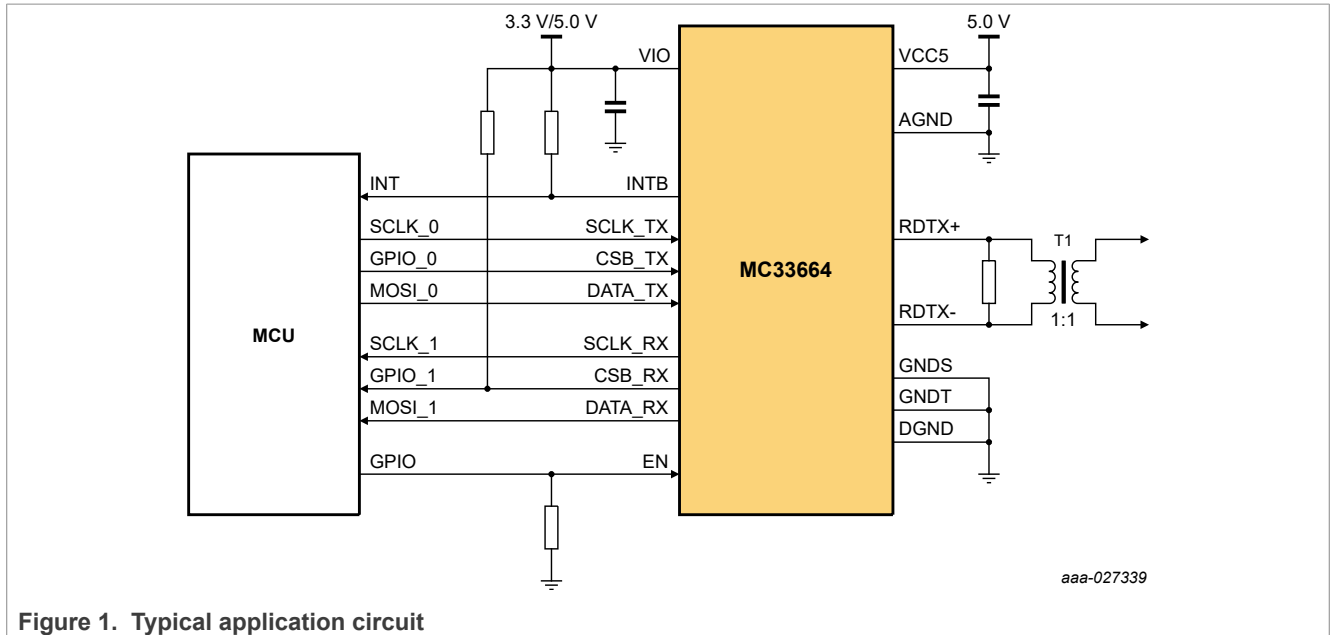 3.3 V/5.0 V
5.0 V
VIO
VCC5
AGND
INT
INTB
SCLK_0
SCLK_TX
RDTX+
T1
GPIO_0
CSB_TX
MC33664
MOSI_0
DATA_TX
RDTX-
1:1
MCU
SCLK_1
SCLK_RX
GNDS
GPIO_1
CSB_RX
GNDT
MOSI_1
DATA_RX
DGND
GPIO
EN
aaa-027339
Figure 1. Typical application circuit